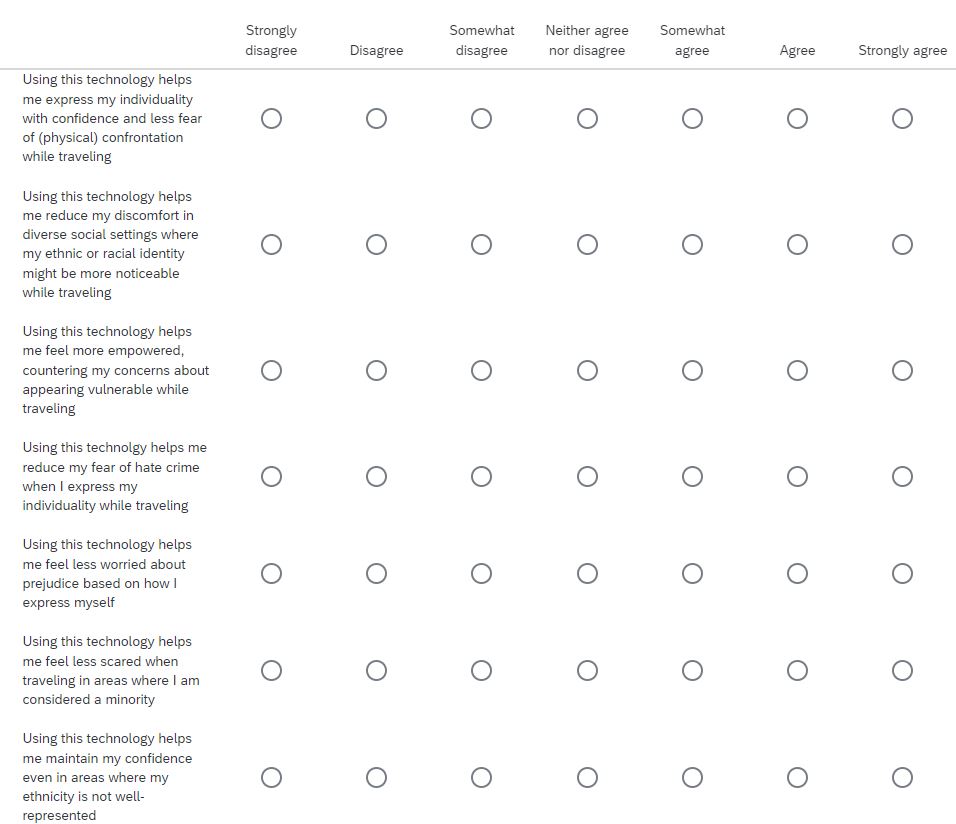 Strongly disagree
Disagree
Somewhat disagree
Neither agree nor disagree
Somewhat agree
Agree
Strongly agree
Using this technology helps
me express my individuality
with confidence and less fear
of (physical) confrontation
while traveling
Using this technology helps
me reduce my discomfort in
diverse social settings where
my ethnic or racial identity
might be more noticeable
while traveling
Using this technology helps
me feel more empowered,
countering my concerns about
appearing vulnerable while
traveling
Using this technolgy helps me
reduce my fear of hate crime
when I express my
individuality while traveling
Using this technology helps
me feel less worried about
prejudice based on how I
express myself
Using this technology helps
me feel less scared when
traveling in areas where I am
considered a minority
Using this technology helps
me maintain my confidence
even in areas where my
ethnicity is not well-
represented